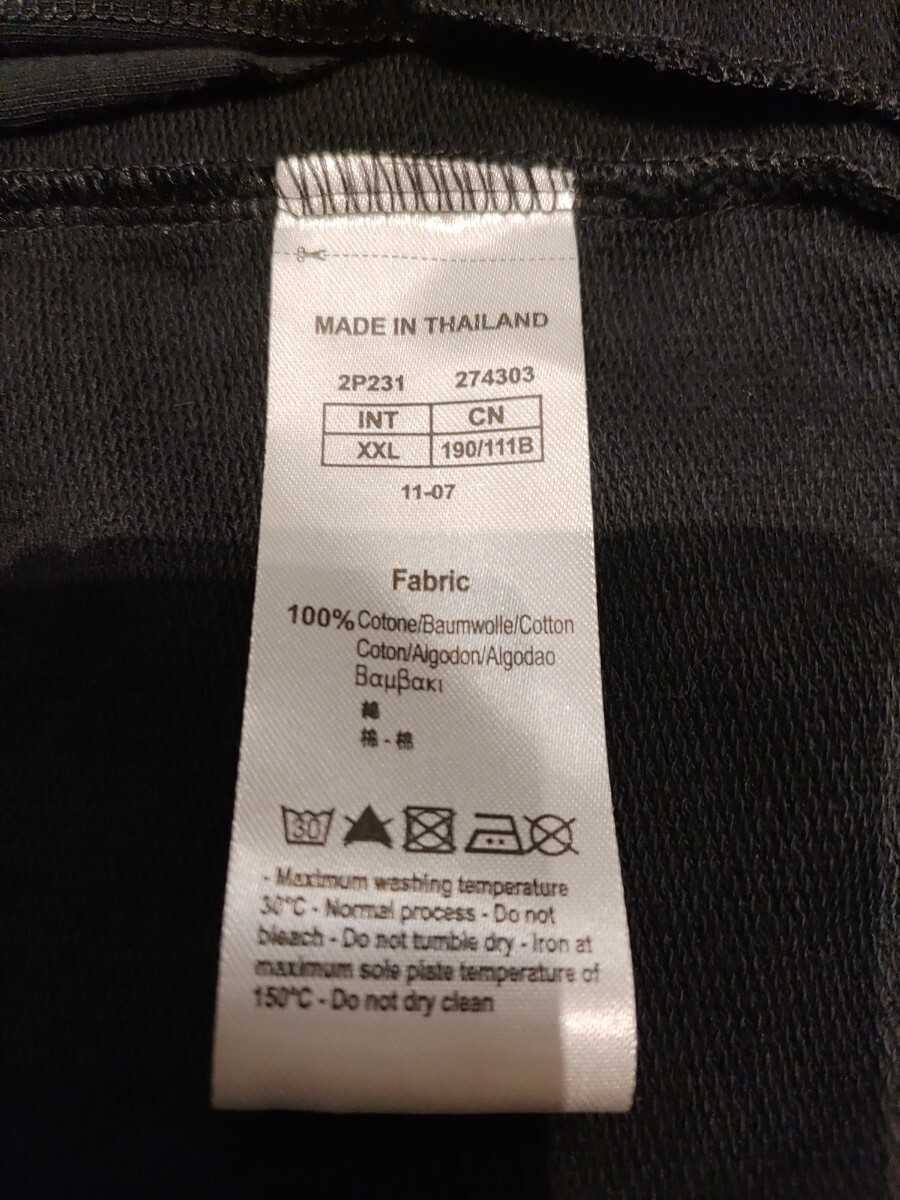 MADE IN THAILAND
2P231 274303
INT CN
XXL 190/111B
11-07
Fabric
100% Cotone/Baumwolle/Cotton
Coton/Algodon/Algodao
Βαμβακι
綿
棉 - 棉
30
- Maximum washing temperature
30°C - Normal process - Do not
bleach - Do not tumble dry - Iron at
maximum sole plate temperature of
150°C - Do not dry clean